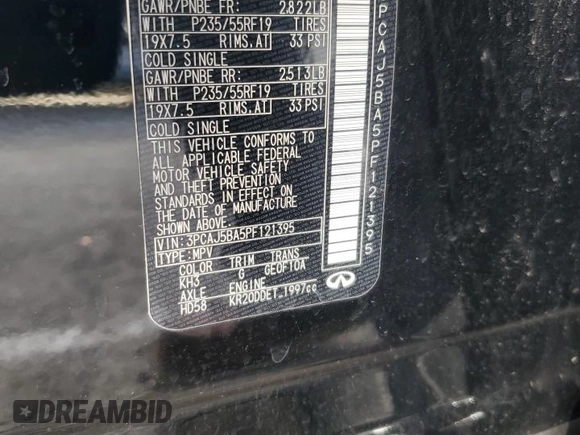 GAWR/PNBE FR: 2822LB
WITH P235/55RF19 TIRES
19X7.5 RIMS.AT 33 PSI
COLD SINGLE
GAWR/PNBE RR: 2513LB
WITH P235/55RF19 TIRES
19X7.5 RIMS.AT 33 PSI
COLD SINGLE
THIS VEHICLE CONFORMS TO
ALL APPLICABLE FEDERAL
MOTOR VEHICLE SAFETY
AND THEFT PREVENTION
STANDARDS IN EFFECT ON
THE DATE OF MANUFACTURE
SHOWN ABOVE.
VIN: 3PCAJ5BA5PF121395
TYPE: MPV
COLOR TRIM TRANS
KH3 G GE0F10A
AXLE ENGINE
HD58 KR20DDET 1997cc
PCAJ5BA5PF121395
DREAMBID